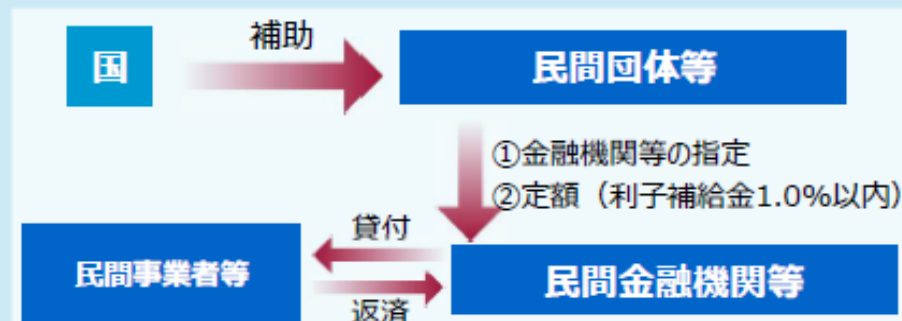 国
補助
民間団体等
①金融機関等の指定
②定額（利子補給金1.0%以内）
貸付
民間事業者等
民間金融機関等
返済